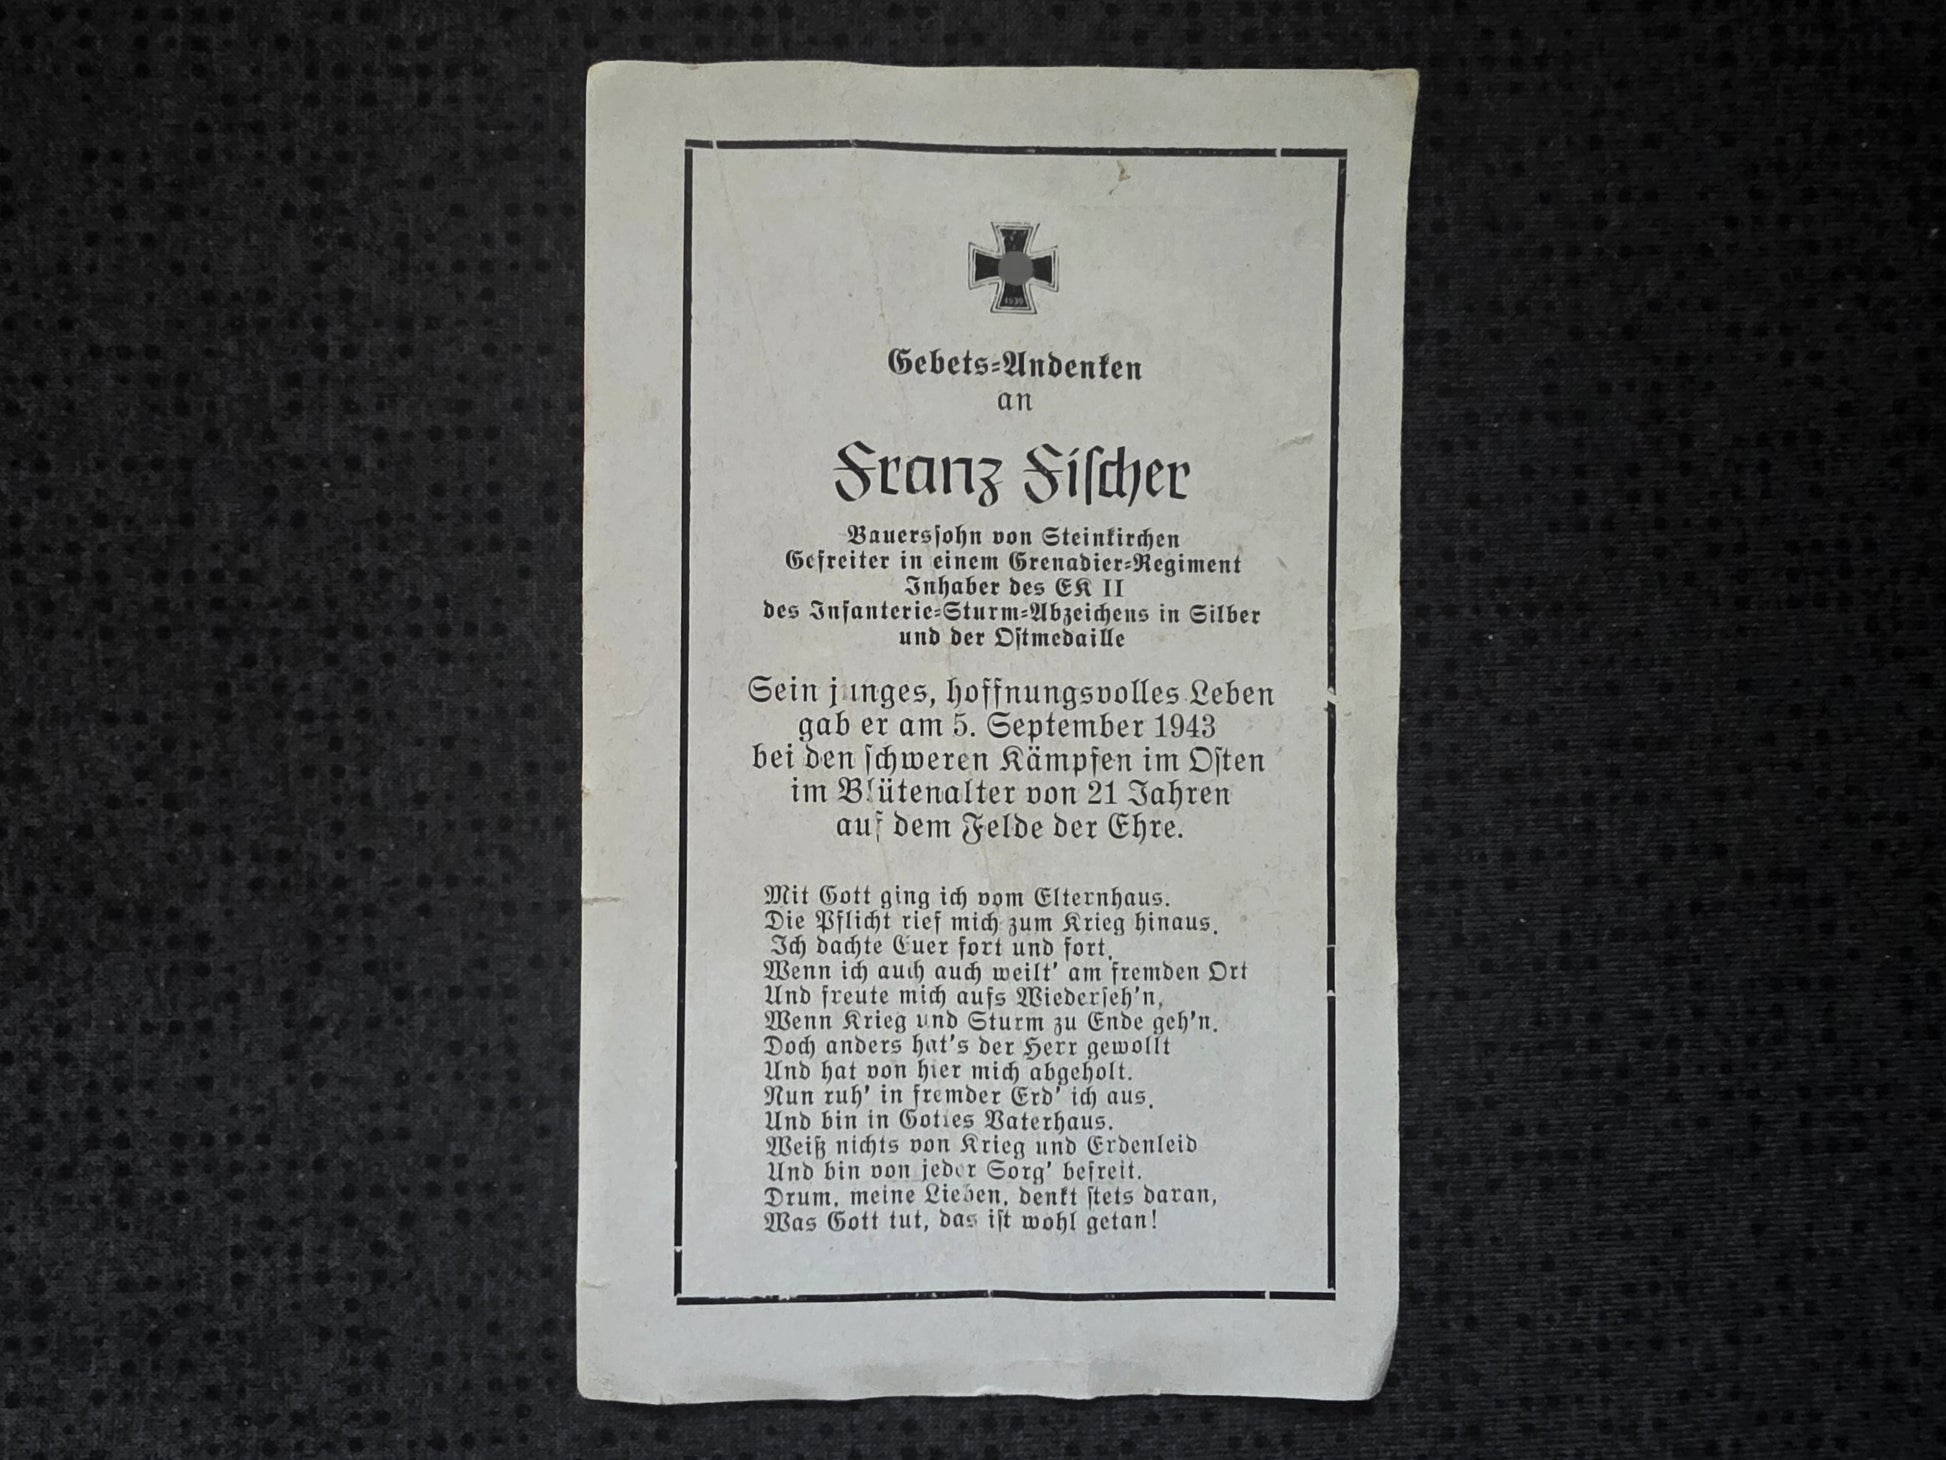 1939
Gebets-Andenken
an
Franz Fischer
Bauerssohn von Steinkirchen
Gefreiter in einem Grenadier-Regiment
Inhaber des EK II
des Infanterie-Sturm-Abzeichens in Silber
und der Ostmedaille
Sein junges, hoffnungsvolles Leben
gab er am 5. September 1943
bei den schweren Kämpfen im Osten
im Blütenalter von 21 Jahren
auf dem Felde der Ehre.
Mit Gott ging ich vom Elternhaus.
Die Pflicht rief mich zum Krieg hinaus.
Ich dachte Euer fort und fort.
Wenn ich auch auch weilt' am fremden Ort
Und freute mich aufs Wiederseh'n,
Wenn Krieg und Sturm zu Ende geh'n.
Doch anders hat's der Herr gewollt
Und hat von hier mich abgeholt.
Nun ruh' in fremder Erd' ich aus.
Und bin in Gottes Vaterhaus.
Weiß nichts von Krieg und Erdenleid
Und bin von jeder Sorg' befreit.
Drum, meine Lieben, denkt stets daran,
Was Gott tut, das ist wohl getan!